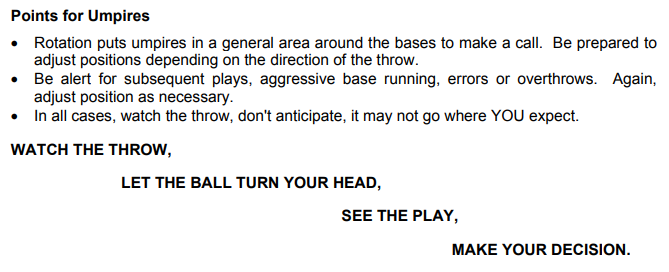 Points for Umpires
• Rotation puts umpires in a general area around the bases to make a call. Be prepared to
adjust positions depending on the direction of the throw.
• Be alert for subsequent plays, aggressive base running, errors or overthrows. Again,
adjust position as necessary.
• In all cases, watch the throw, don't anticipate, it may not go where YOU expect.
WATCH THE THROW,
LET THE BALL TURN YOUR HEAD,
SEE THE PLAY,
MAKE YOUR DECISION.